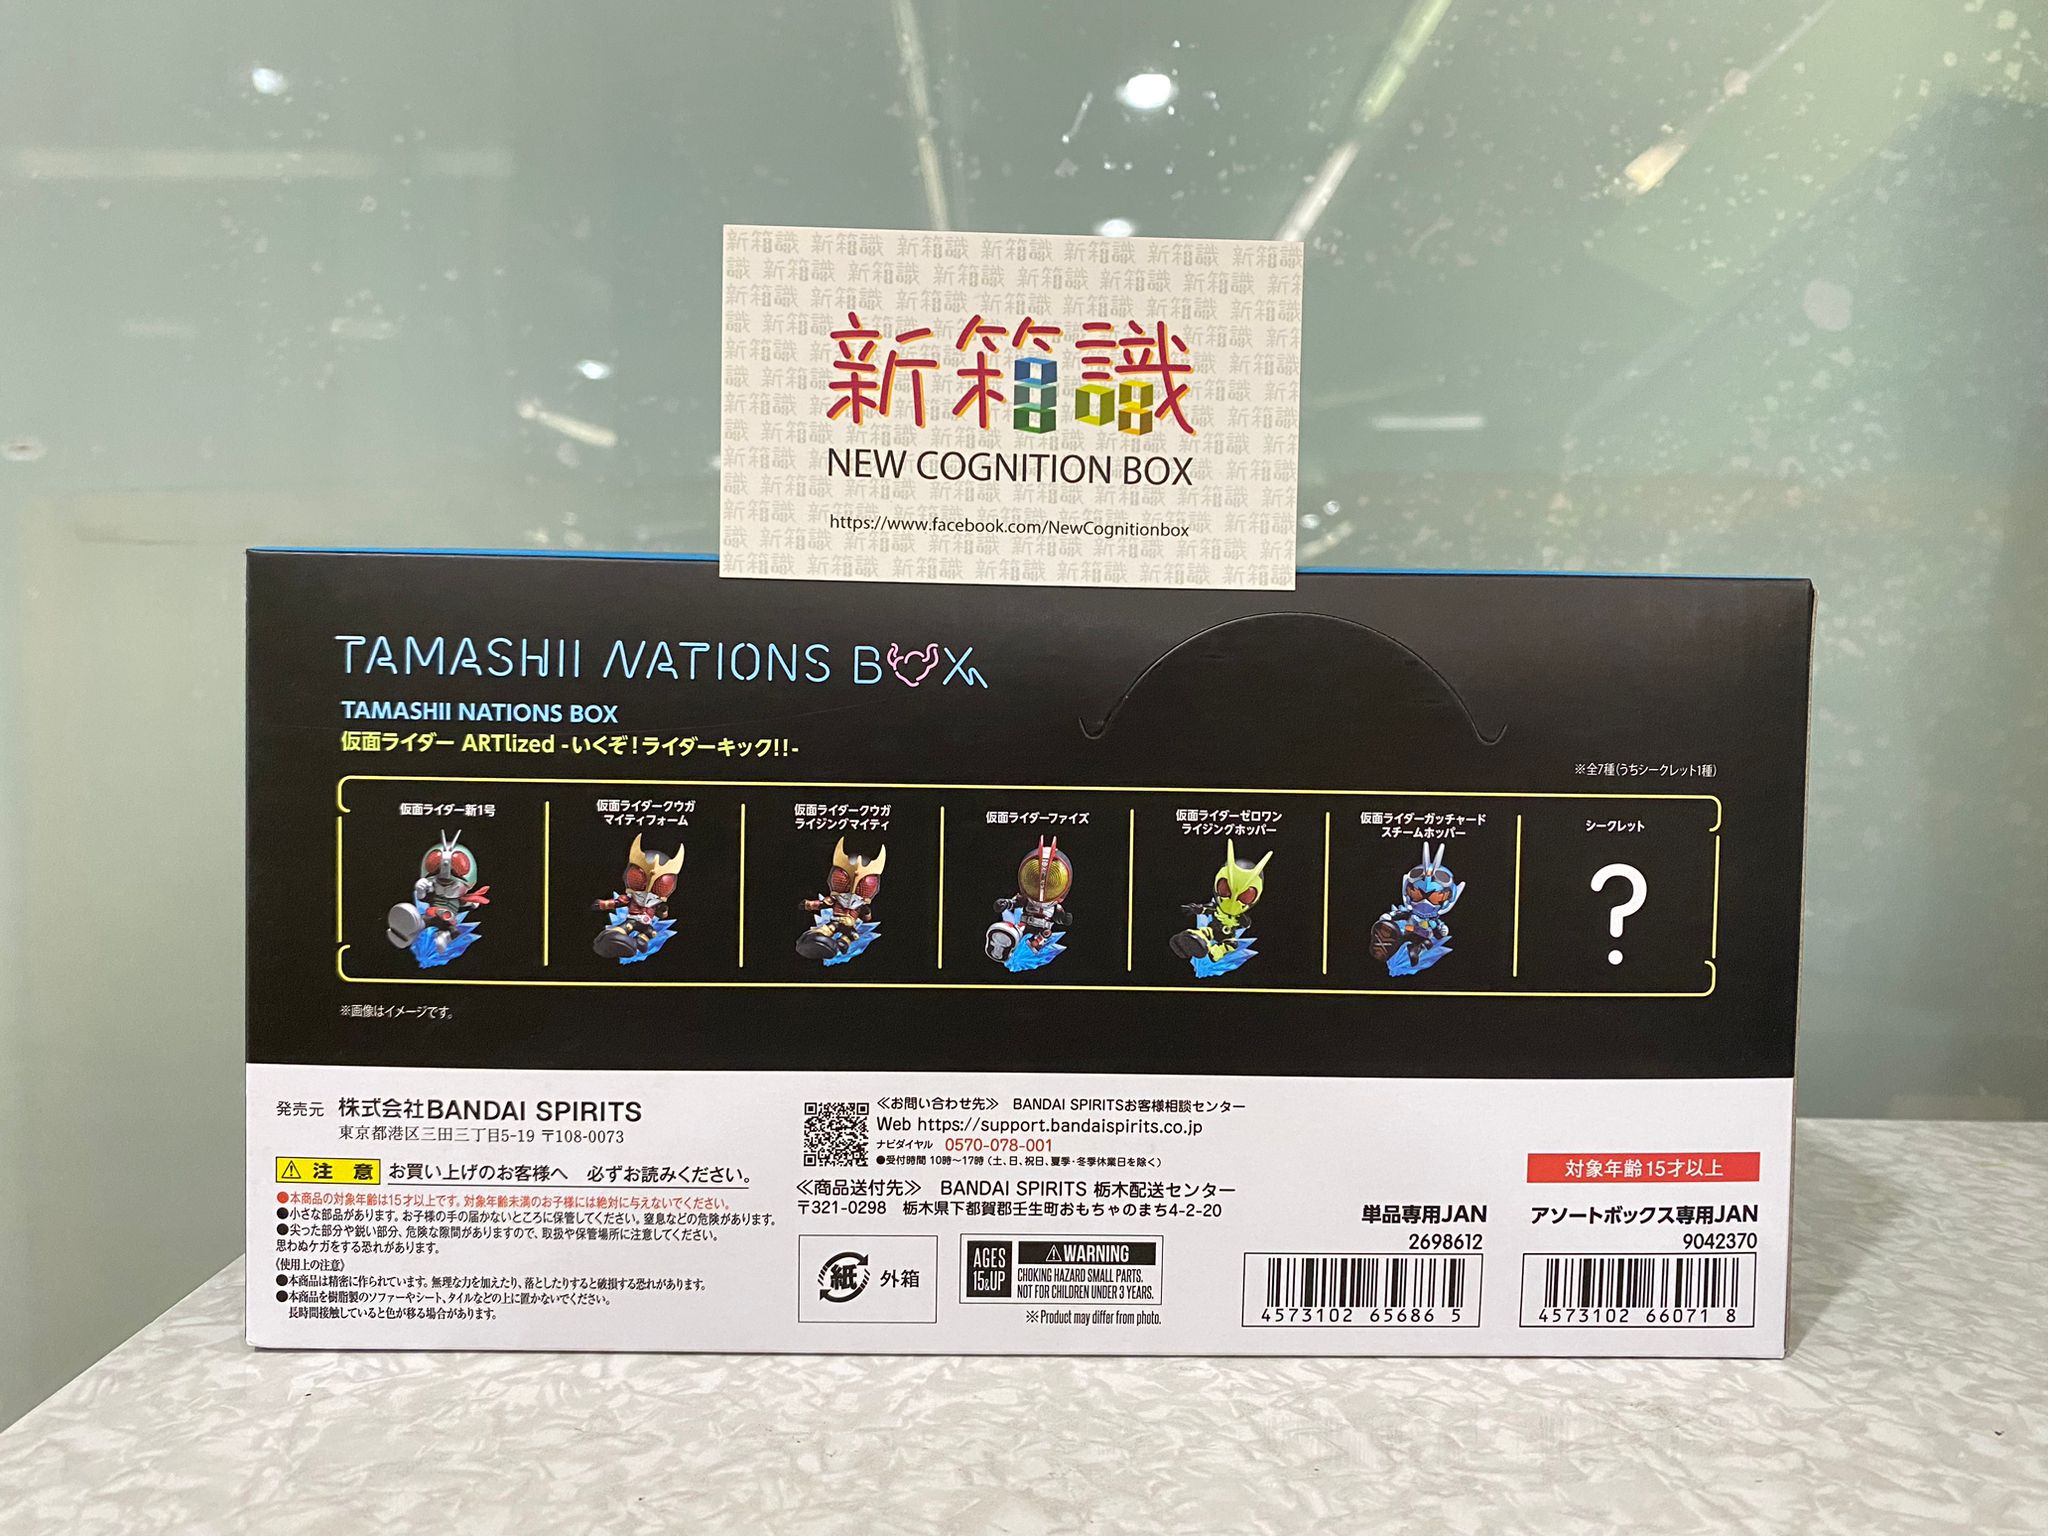 新箱識
NEW COGNITION BOX
https://www.facebook.com/NewCognitionbox
TAMASHII NATIONS BOX
TAMASHII NATIONS BOX
仮面ライダー ARTlized -いくぞ!ライダーキック!!-
※全7種(うちシークレット1種)
仮面ライダー新1号
仮面ライダークウガ
マイティフォーム
仮面ライダークウガ
ライジングマイティ
仮面ライダーファイズ
仮面ライダーゼロワン
ライジングホッパー
仮面ライダーガッチャード
スチームホッパー
シークレット
?
※画像はイメージです。
発売元 株式会社BANDAI SPIRITS
東京都港区三田三丁目5-19 〒108-0073
⚠注 意 お買い上げのお客様へ 必ずお読みください。
●本商品の対象年齢は15才以上です。対象年齢未満のお子様には絶対に与えないでください。
●小さな部品があります。お子様の手の届かないところに保管してください。窒息などの危険があります。
●尖った部分や鋭い部分、危険な隙間がありますので、取扱や保管場所に注意してください。
思わぬケガをする恐れがあります。
《使用上の注意》
●本商品は精密に作られています。無理な力を加えたり、落としたりすると破損する恐れがあります。
●本商品を樹脂製のソファーやシート、タイルなどの上に置かないでください。
長時間接触していると色が移る場合があります。
≪お問い合わせ先≫ BANDAI SPIRITSお客様相談センター
Web https://support.bandaispirits.co.jp
ナビダイヤル 0570-078-001
●受付時間 10時~17時(土、日、祝日、夏季・冬季休業日を除く)
≪商品送付先≫ BANDAI SPIRITS 栃木配送センター
〒321-0298 栃木県下都賀郡壬生町おもちゃのまち4-2-20
紙 外箱
AGES
15&UP
⚠WARNING
CHOKING HAZARD SMALL PARTS.
NOT FOR CHILDREN UNDER 3 YEARS.
※Product may differ from photo.
対象年齢15才以上
単品専用JAN
2698612
4573102 65686 5
アソートボックス専用JAN
9042370
4573102 66071 8